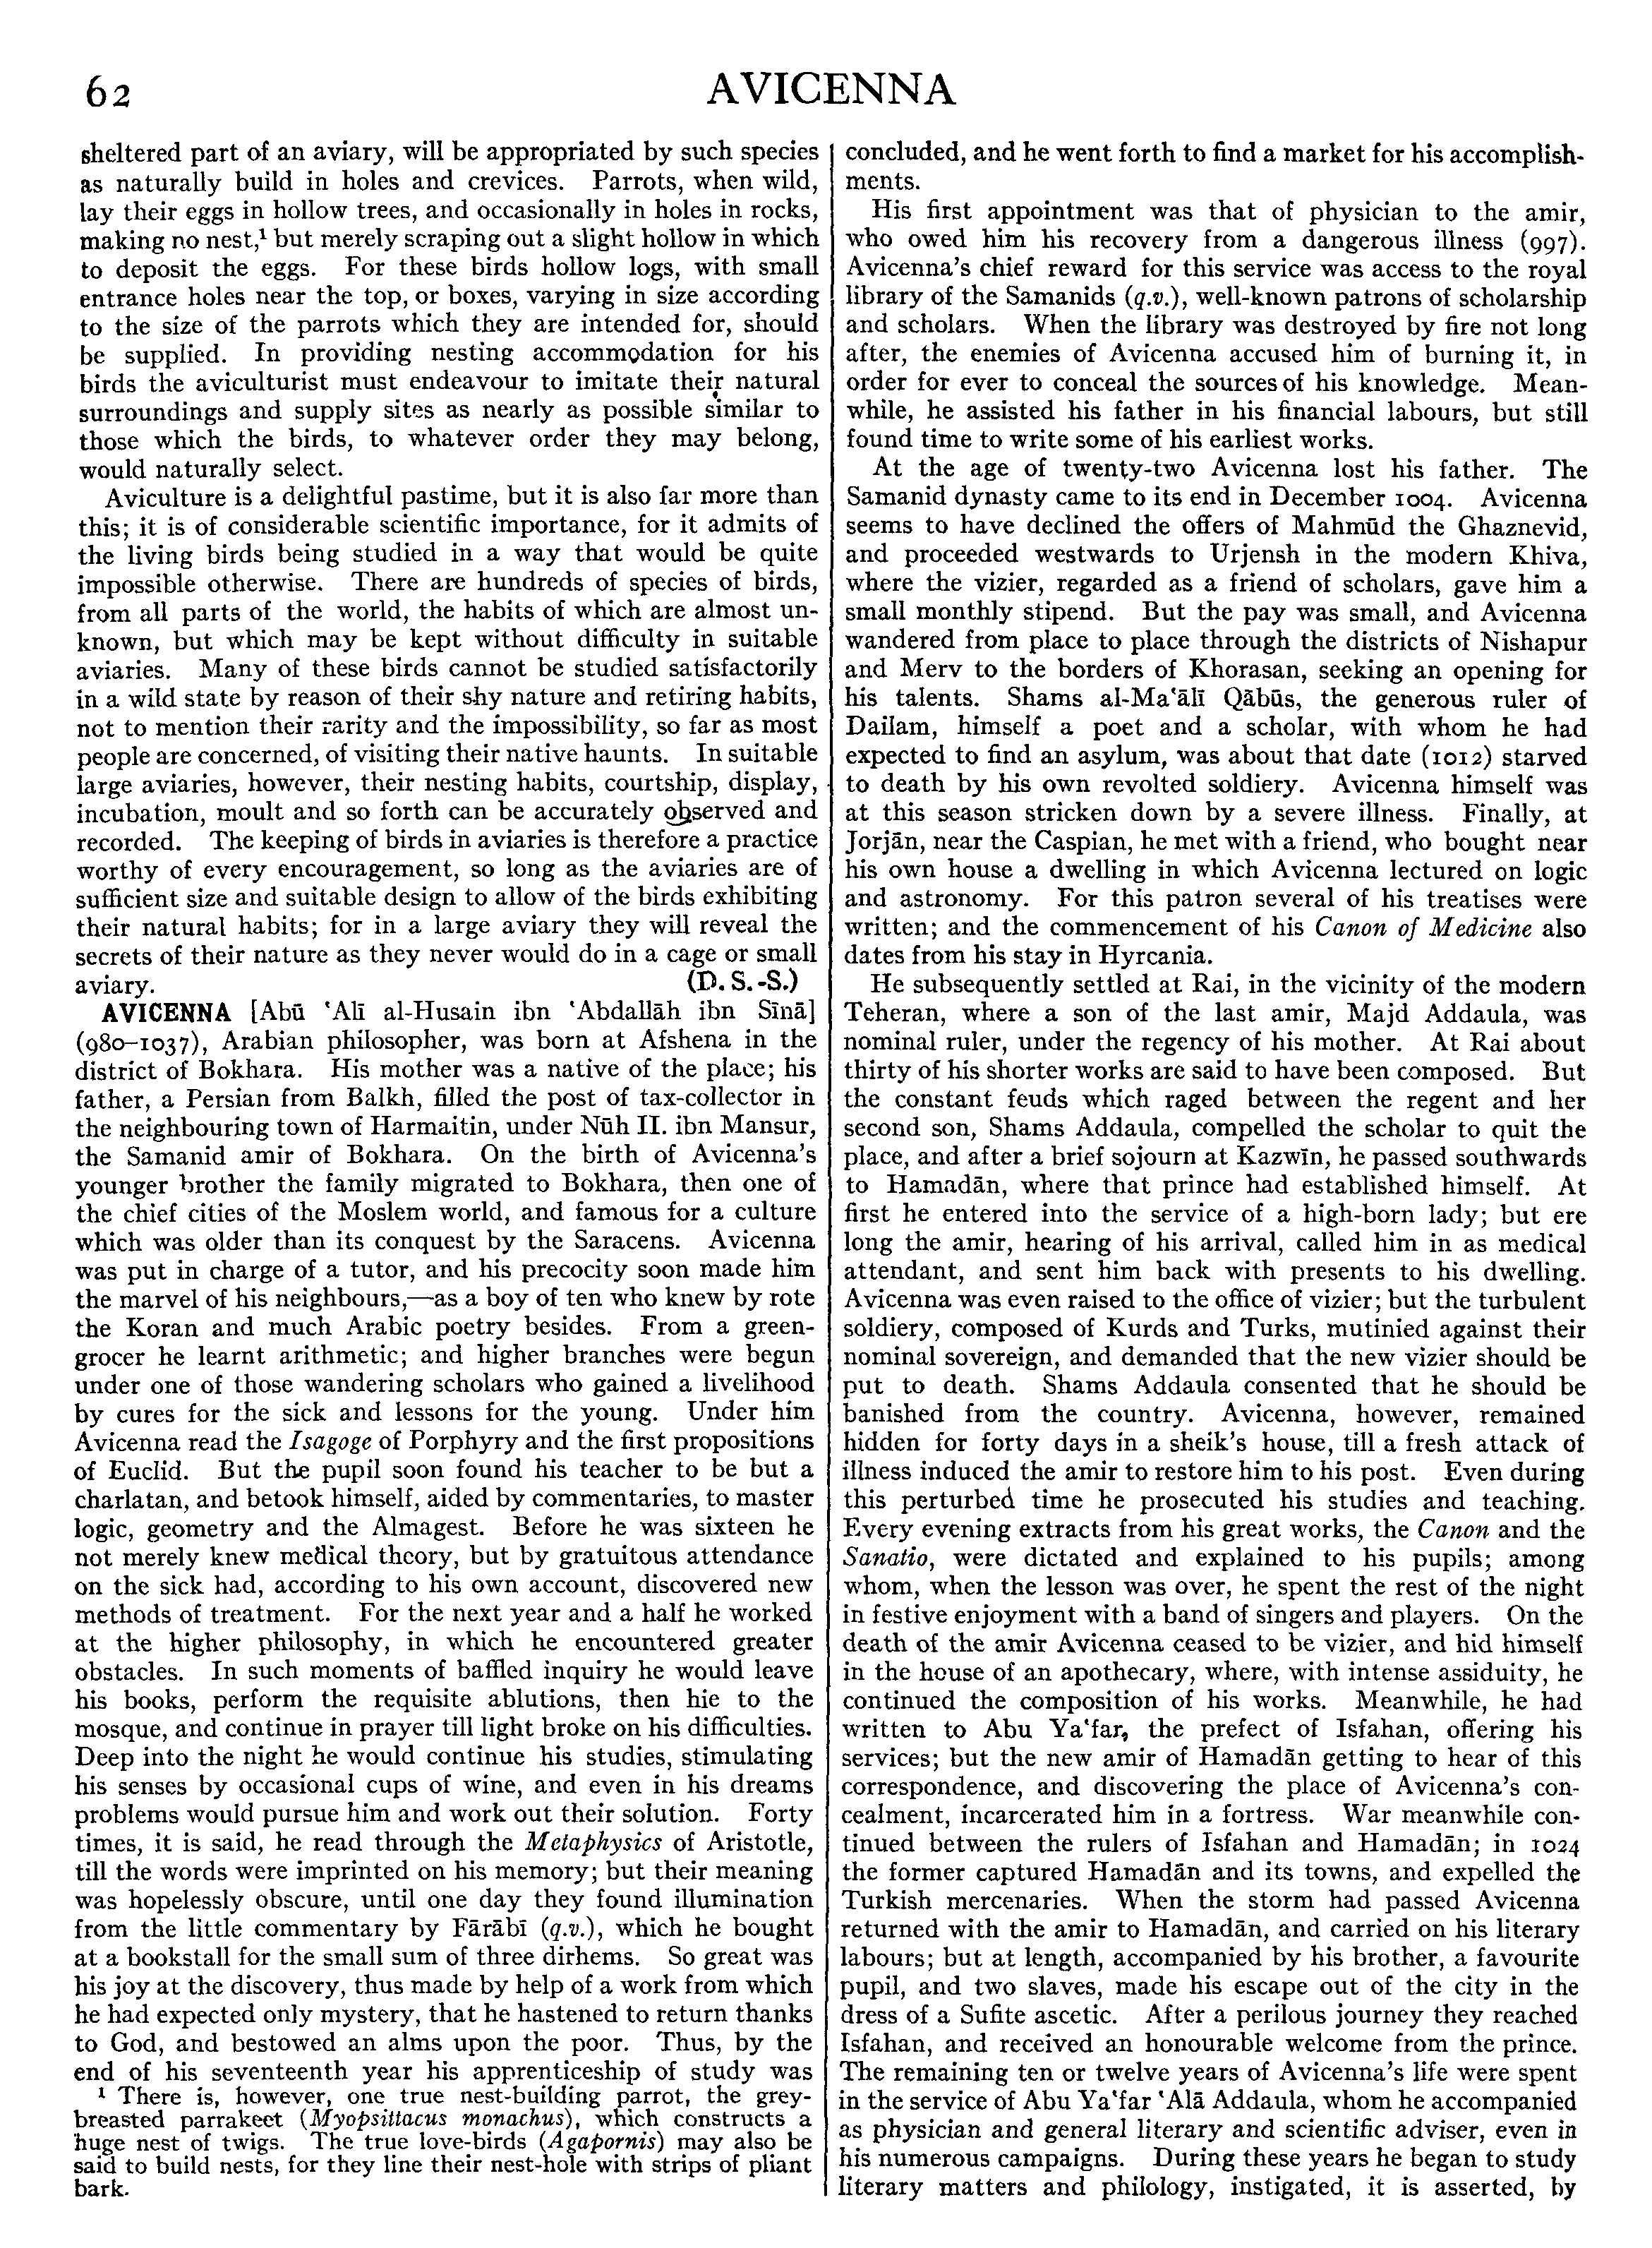 62
AVICENNA
sheltered part of an aviary, will be appropriated by such species
as naturally build in holes and crevices. Parrots, when wild,
lay their eggs in hollow trees, and occasionally in holes in rocks,
making no nest,¹ but merely scraping out a slight hollow in which
to deposit the eggs. For these birds hollow logs, with small
entrance holes near the top, or boxes, varying in size according
to the size of the parrots which they are intended for, should
be supplied. In providing nesting accommodation for his
birds the aviculturist must endeavour to imitate their natural
surroundings and supply sites as nearly as possible similar to
those which the birds, to whatever order they may belong,
would naturally select.
Aviculture is a delightful pastime, but it is also far more than
this; it is of considerable scientific importance, for it admits of
the living birds being studied in a way that would be quite
impossible otherwise. There are hundreds of species of birds,
from all parts of the world, the habits of which are almost un-
known, but which may be kept without difficulty in suitable
aviaries. Many of these birds cannot be studied satisfactorily
in a wild state by reason of their shy nature and retiring habits,
not to mention their rarity and the impossibility, so far as most
people are concerned, of visiting their native haunts. In suitable
large aviaries, however, their nesting habits, courtship, display,
incubation, moult and so forth can be accurately observed and
recorded. The keeping of birds in aviaries is therefore a practice
worthy of every encouragement, so long as the aviaries are of
sufficient size and suitable design to allow of the birds exhibiting
their natural habits; for in a large aviary they will reveal the
secrets of their nature as they never would do in a cage or small
aviary. (D. S.-S.)
AVICENNA [Abū ʽAlī al-Husain ibn ʽAbdallāh ibn Sīnā]
(980–1037), Arabian philosopher, was born at Afshena in the
district of Bokhara. His mother was a native of the place; his
father, a Persian from Balkh, filled the post of tax-collector in
the neighbouring town of Harmaitin, under Nūh II. ibn Mansur,
the Samanid amir of Bokhara. On the birth of Avicenna's
younger brother the family migrated to Bokhara, then one of
the chief cities of the Moslem world, and famous for a culture
which was older than its conquest by the Saracens. Avicenna
was put in charge of a tutor, and his precocity soon made him
the marvel of his neighbours,—as a boy of ten who knew by rote
the Koran and much Arabic poetry besides. From a green-
grocer he learnt arithmetic; and higher branches were begun
under one of those wandering scholars who gained a livelihood
by cures for the sick and lessons for the young. Under him
Avicenna read the Isagoge of Porphyry and the first propositions
of Euclid. But the pupil soon found his teacher to be but a
charlatan, and betook himself, aided by commentaries, to master
logic, geometry and the Almagest. Before he was sixteen he
not merely knew medical theory, but by gratuitous attendance
on the sick had, according to his own account, discovered new
methods of treatment. For the next year and a half he worked
at the higher philosophy, in which he encountered greater
obstacles. In such moments of baffled inquiry he would leave
his books, perform the requisite ablutions, then hie to the
mosque, and continue in prayer till light broke on his difficulties.
Deep into the night he would continue his studies, stimulating
his senses by occasional cups of wine, and even in his dreams
problems would pursue him and work out their solution. Forty
times, it is said, he read through the Metaphysics of Aristotle,
till the words were imprinted on his memory; but their meaning
was hopelessly obscure, until one day they found illumination
from the little commentary by Fārābī (q.v.), which he bought
at a bookstall for the small sum of three dirhems. So great was
his joy at the discovery, thus made by help of a work from which
he had expected only mystery, that he hastened to return thanks
to God, and bestowed an alms upon the poor. Thus, by the
end of his seventeenth year his apprenticeship of study was
¹ There is, however, one true nest-building parrot, the grey-
breasted parrakeet (Myopsittacus monachus), which constructs a
huge nest of twigs. The true love-birds (Agapornis) may also be
said to build nests, for they line their nest-hole with strips of pliant
bark.
concluded, and he went forth to find a market for his accomplish-
ments.
His first appointment was that of physician to the amir,
who owed him his recovery from a dangerous illness (997).
Avicenna's chief reward for this service was access to the royal
library of the Samanids (q.v.), well-known patrons of scholarship
and scholars. When the library was destroyed by fire not long
after, the enemies of Avicenna accused him of burning it, in
order for ever to conceal the sources of his knowledge. Mean-
while, he assisted his father in his financial labours, but still
found time to write some of his earliest works.
At the age of twenty-two Avicenna lost his father. The
Samanid dynasty came to its end in December 1004. Avicenna
seems to have declined the offers of Mahmūd the Ghaznevid,
and proceeded westwards to Urjensh in the modern Khiva,
where the vizier, regarded as a friend of scholars, gave him a
small monthly stipend. But the pay was small, and Avicenna
wandered from place to place through the districts of Nishapur
and Merv to the borders of Khorasan, seeking an opening for
his talents. Shams al-Maʽālī Qābūs, the generous ruler of
Dailam, himself a poet and a scholar, with whom he had
expected to find an asylum, was about that date (1012) starved
to death by his own revolted soldiery. Avicenna himself was
at this season stricken down by a severe illness. Finally, at
Jorjān, near the Caspian, he met with a friend, who bought near
his own house a dwelling in which Avicenna lectured on logic
and astronomy. For this patron several of his treatises were
written; and the commencement of his Canon of Medicine also
dates from his stay in Hyrcania.
He subsequently settled at Rai, in the vicinity of the modern
Teheran, where a son of the last amir, Majd Addaula, was
nominal ruler, under the regency of his mother. At Rai about
thirty of his shorter works are said to have been composed. But
the constant feuds which raged between the regent and her
second son, Shams Addaula, compelled the scholar to quit the
place, and after a brief sojourn at Kazwīn, he passed southwards
to Hamadān, where that prince had established himself. At
first he entered into the service of a high-born lady; but ere
long the amir, hearing of his arrival, called him in as medical
attendant, and sent him back with presents to his dwelling.
Avicenna was even raised to the office of vizier; but the turbulent
soldiery, composed of Kurds and Turks, mutinied against their
nominal sovereign, and demanded that the new vizier should be
put to death. Shams Addaula consented that he should be
banished from the country. Avicenna, however, remained
hidden for forty days in a sheik's house, till a fresh attack of
illness induced the amir to restore him to his post. Even during
this perturbed time he prosecuted his studies and teaching.
Every evening extracts from his great works, the Canon and the
Sanatio, were dictated and explained to his pupils; among
whom, when the lesson was over, he spent the rest of the night
in festive enjoyment with a band of singers and players. On the
death of the amir Avicenna ceased to be vizier, and hid himself
in the house of an apothecary, where, with intense assiduity, he
continued the composition of his works. Meanwhile, he had
written to Abu Yaʽfar, the prefect of Isfahan, offering his
services; but the new amir of Hamadān getting to hear of this
correspondence, and discovering the place of Avicenna's con-
cealment, incarcerated him in a fortress. War meanwhile con-
tinued between the rulers of Isfahan and Hamadān; in 1024
the former captured Hamadān and its towns, and expelled the
Turkish mercenaries. When the storm had passed Avicenna
returned with the amir to Hamadān, and carried on his literary
labours; but at length, accompanied by his brother, a favourite
pupil, and two slaves, made his escape out of the city in the
dress of a Sufite ascetic. After a perilous journey they reached
Isfahan, and received an honourable welcome from the prince.
The remaining ten or twelve years of Avicenna's life were spent
in the service of Abu Yaʽfar ʽAlā Addaula, whom he accompanied
as physician and general literary and scientific adviser, even in
his numerous campaigns. During these years he began to study
literary matters and philology, instigated, it is asserted, by